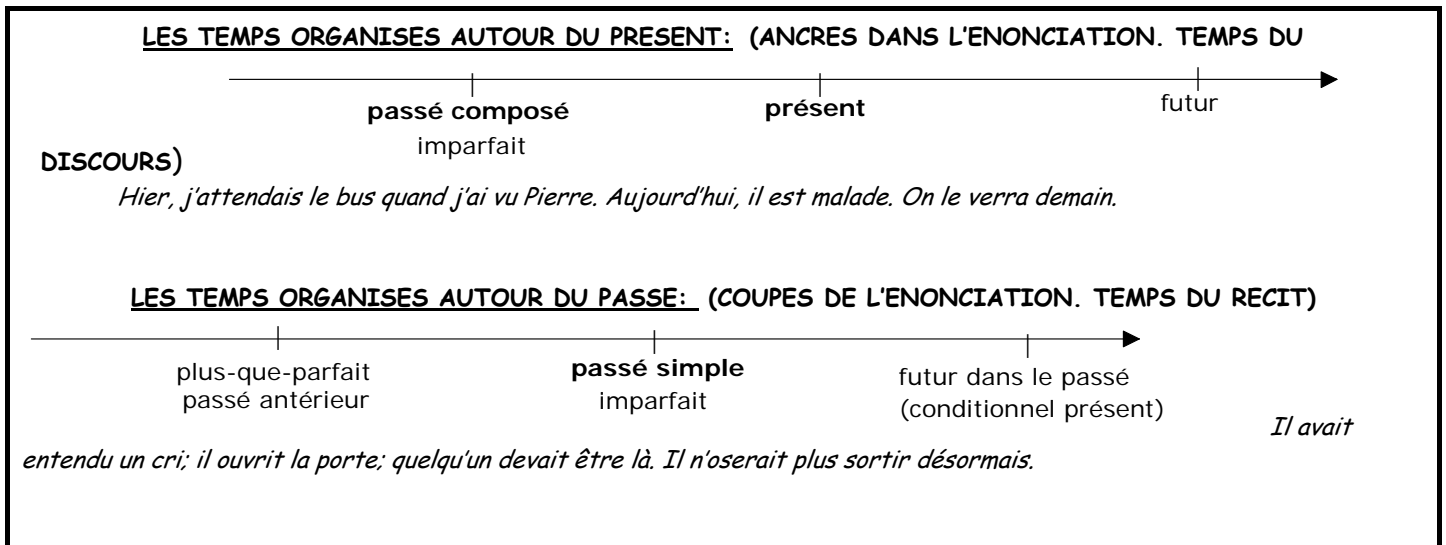 LES TEMPS ORGANISES AUTOUR DU PRESENT: (ANCRES DANS L'ENONCIATION. TEMPS DU
passé composé
imparfait
présent
futur
DISCOURS)
Hier, j'attendais le bus quand j'ai vu Pierre. Aujourd'hui, il est malade. On le verra demain.
LES TEMPS ORGANISES AUTOUR DU PASSE: (COUPES DE L'ENONCIATION. TEMPS DU RECIT)
plus-que-parfait
passé antérieur
passé simple
imparfait
futur dans le passé
(conditionnel présent)
Il avait
entendu un cri; il ouvrit la porte; quelqu'un devait être là. Il n'oserait plus sortir désormais.